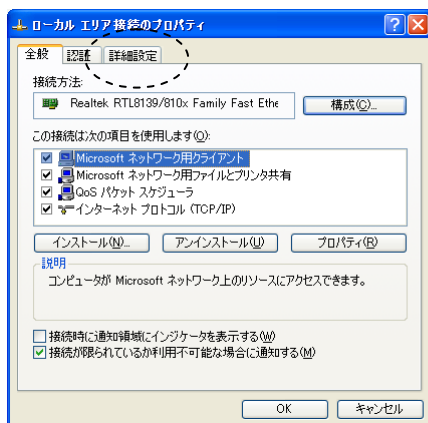 ローカル エリア接続のプロパティ
全般 認証 詳細設定
接続方法:
Realtek RTL8139/810x Family Fast Ethe 構成(C)...
この接続は次の項目を使用します(O):
Microsoft ネットワーク用クライアント
Microsoft ネットワーク用ファイルとプリンタ共有
QoS パケット スケジューラ
インターネット プロトコル (TCP/IP)
インストール(N)... アンインストール(U) プロパティ(R)
説明
コンピュータが Microsoft ネットワーク上のリソースにアクセスできます。
接続時に通知領域にインジケータを表示する(W)
接続が限られているか利用不可能な場合に通知する(M)
OK キャンセル